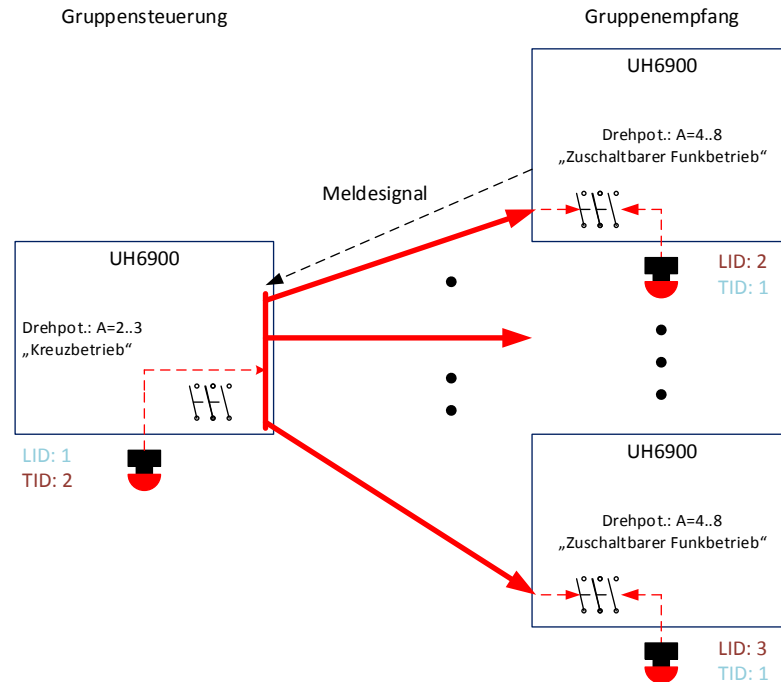 Gruppensteuerung
Gruppenempfang
UH6900
Drehpot.: A=4..8
„Zuschaltbarer Funkbetrieb“
Meldesignal
LID: 2
TID: 1
UH6900
Drehpot.: A=2..3
„Kreuzbetrieb“
LID: 1
TID: 2
UH6900
Drehpot.: A=4..8
„Zuschaltbarer Funkbetrieb“
LID: 3
TID: 1